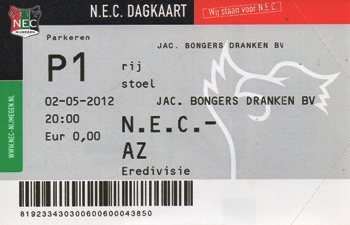 N.E.C. DAGKAART
Wij staan voor N.E.C.
NEC
NIJMEGEN
Parkeren
JAC. BONGERS DRANKEN BV
P1
rij
stoel
02-05-2012
JAC. BONGERS DRANKEN BV
20:00
N.E.C.-
Eur 0,00
AZ
Eredivisie
WWW.NEC-NIJMEGEN.NL
819233430300600600043850